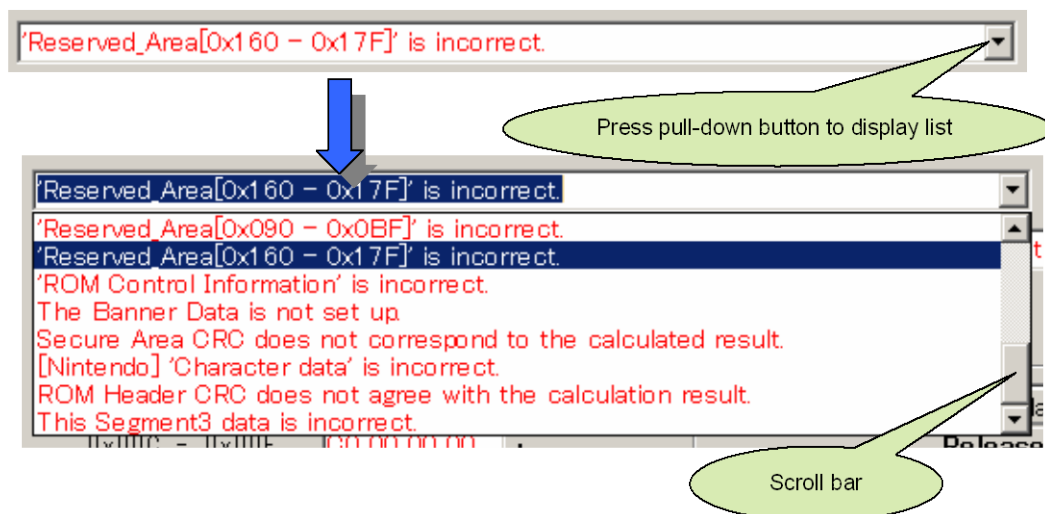 'Reserved_Area[0x160 - 0x17F]' is incorrect.
Press pull-down button to display list
'Reserved_Area[0x160 - 0x17F]' is incorrect.
'Reserved_Area[0x090 - 0x0BF]' is incorrect.
'Reserved_Area[0x160 - 0x17F]' is incorrect.
'ROM Control Information' is incorrect.
The Banner Data is not set up.
Secure Area CRC does not correspond to the calculated result.
[Nintendo] 'Character data' is incorrect.
ROM Header CRC does not agree with the calculation result.
This Segment3 data is incorrect.
Release
Scroll bar